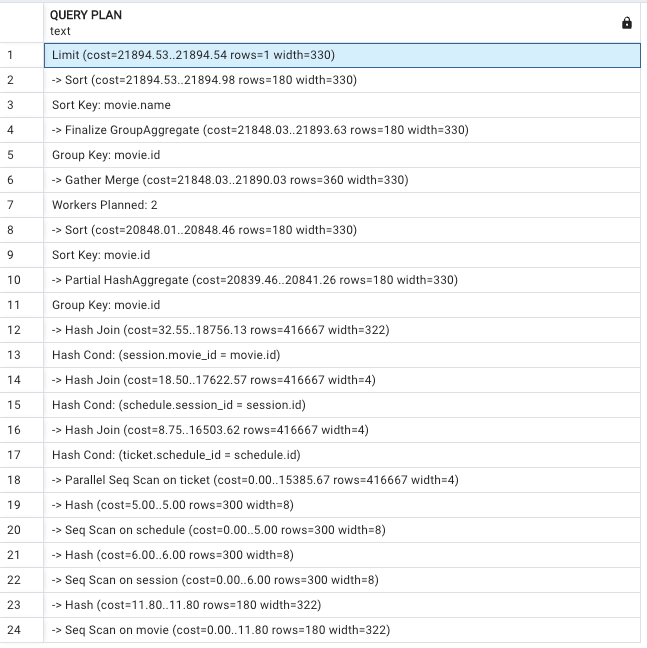 QUERY PLAN
text
1 Limit (cost=21894.53..21894.54 rows=1 width=330)
2 -> Sort (cost=21894.53..21894.98 rows=180 width=330)
3 Sort Key: movie.name
4 -> Finalize GroupAggregate (cost=21848.03..21893.63 rows=180 width=330)
5 Group Key: movie.id
6 -> Gather Merge (cost=21848.03..21890.03 rows=360 width=330)
7 Workers Planned: 2
8 -> Sort (cost=20848.01..20848.46 rows=180 width=330)
9 Sort Key: movie.id
10 -> Partial HashAggregate (cost=20839.46..20841.26 rows=180 width=330)
11 Group Key: movie.id
12 -> Hash Join (cost=32.55..18756.13 rows=416667 width=322)
13 Hash Cond: (session.movie_id = movie.id)
14 -> Hash Join (cost=18.50..17622.57 rows=416667 width=4)
15 Hash Cond: (schedule.session_id = session.id)
16 -> Hash Join (cost=8.75..16503.62 rows=416667 width=4)
17 Hash Cond: (ticket.schedule_id = schedule.id)
18 -> Parallel Seq Scan on ticket (cost=0.00..15385.67 rows=416667 width=4)
19 -> Hash (cost=5.00..5.00 rows=300 width=8)
20 -> Seq Scan on schedule (cost=0.00..5.00 rows=300 width=8)
21 -> Hash (cost=6.00..6.00 rows=300 width=8)
22 -> Seq Scan on session (cost=0.00..6.00 rows=300 width=8)
23 -> Hash (cost=11.80..11.80 rows=180 width=322)
24 -> Seq Scan on movie (cost=0.00..11.80 rows=180 width=322)